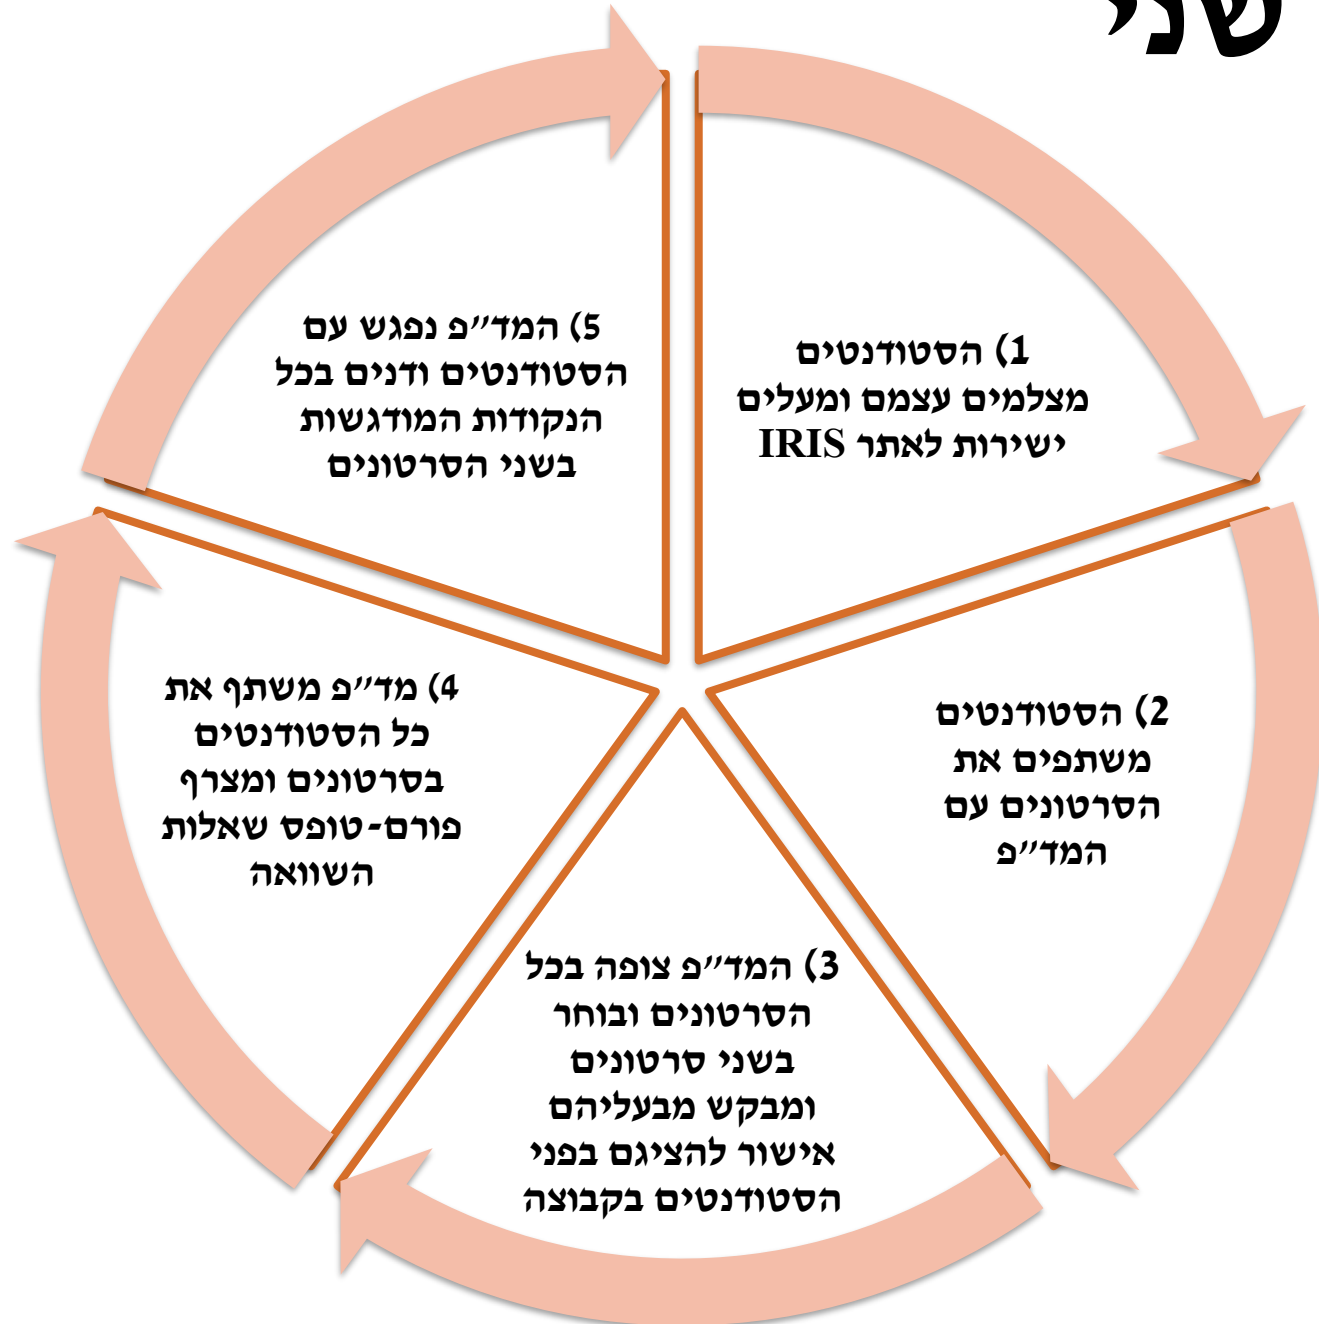 שני
1) הסטודנטים
מצלמים עצמם ומעלים
ישירות לאתר IRIS
2) הסטודנטים
משתפים את
הסרטונים עם
המד״פ
3) המד״פ צופה בכל
הסרטונים ובוחר
בשני סרטונים
ומבקש מבעליהם
אישור להציגם בפני
הסטודנטים בקבוצה
4) מד״פ משתף את
כל הסטודנטים
בסרטונים ומצרף
פורם-טופס שאלות
השוואה
5) המד״פ נפגש עם
הסטודנטים ודנים בכל
הנקודות המודגשות
בשני הסרטונים